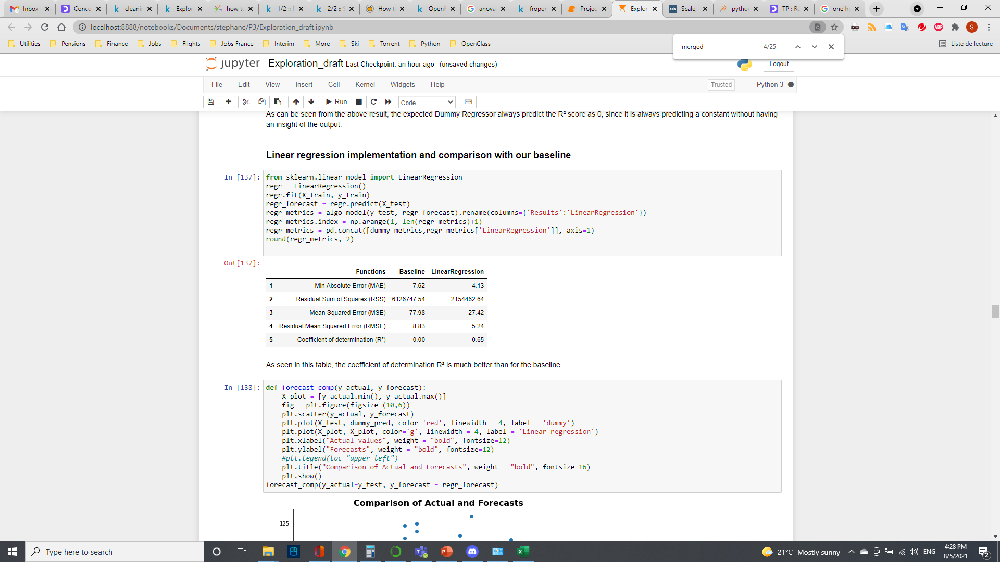 Inbox
Conce
cleani
Explor
how to
1/2 ::
2/2 ::
How t
OpenF
anova
froper
Projec
Explor
Scale,
pytho
TP : Re
one h
localhost:8888/notebooks/Documents/stephane/P3/Exploration_draft.ipynb
Utilities Pensions Finance Jobs Flights Jobs France Interim More Ski Torrent Python OpenClass
Liste de lecture
merged 4/25
jupyter Exploration_draft Last Checkpoint: an hour ago (unsaved changes)
Logout
File Edit View Insert Cell Kernel Widgets Help
Trusted
Python 3
Run
Code
As can be seen from the above result, the expected Dummy Regressor always predict the R² score as 0, since it is always predicting a constant without having
an insight of the output.
Linear regression implementation and comparison with our baseline
In [137]:
from sklearn.linear_model import LinearRegression
regr = LinearRegression()
regr.fit(X_train, y_train)
regr_forecast = regr.predict(X_test)
regr_metrics = algo_model(y_test, regr_forecast).rename(columns={'Results':'LinearRegression'})
regr_metrics.index = np.arange(1, len(regr_metrics)+1)
regr_metrics = pd.concat([dummy_metrics,regr_metrics['LinearRegression']], axis=1)
round(regr_metrics, 2)
Out[137]:
Functions Baseline LinearRegression
1 Min Absolute Error (MAE) 7.62 4.13
2 Residual Sum of Squares (RSS) 6126747.54 2154462.64
3 Mean Squared Error (MSE) 77.98 27.42
4 Residual Mean Squared Error (RMSE) 8.83 5.24
5 Coefficient of determination (R²) -0.00 0.65
As seen in this table, the coefficient of determination R² is much better than for the baseline
In [138]:
def forecast_comp(y_actual, y_forecast):
    X_plot = [y_actual.min(), y_actual.max()]
    fig = plt.figure(figsize=(10,6))
    plt.scatter(y_actual, y_forecast)
    plt.plot(X_test, dummy_pred, color='red', linewidth = 4, label = 'dummy')
    plt.plot(X_plot, X_plot, color='g', linewidth = 4, label = 'Linear regression')
    plt.xlabel("Actual values", weight = "bold", fontsize=12)
    plt.ylabel("Forecasts", weight = "bold", fontsize=12)
    #plt.legend(loc="upper left")
    plt.title("Comparison of Actual and Forecasts", weight = "bold", fontsize=16)
    plt.show()
forecast_comp(y_actual=y_test, y_forecast = regr_forecast)
Comparison of Actual and Forecasts
125
Type here to search
21°C Mostly sunny
ENG
4:28 PM
8/5/2021
2